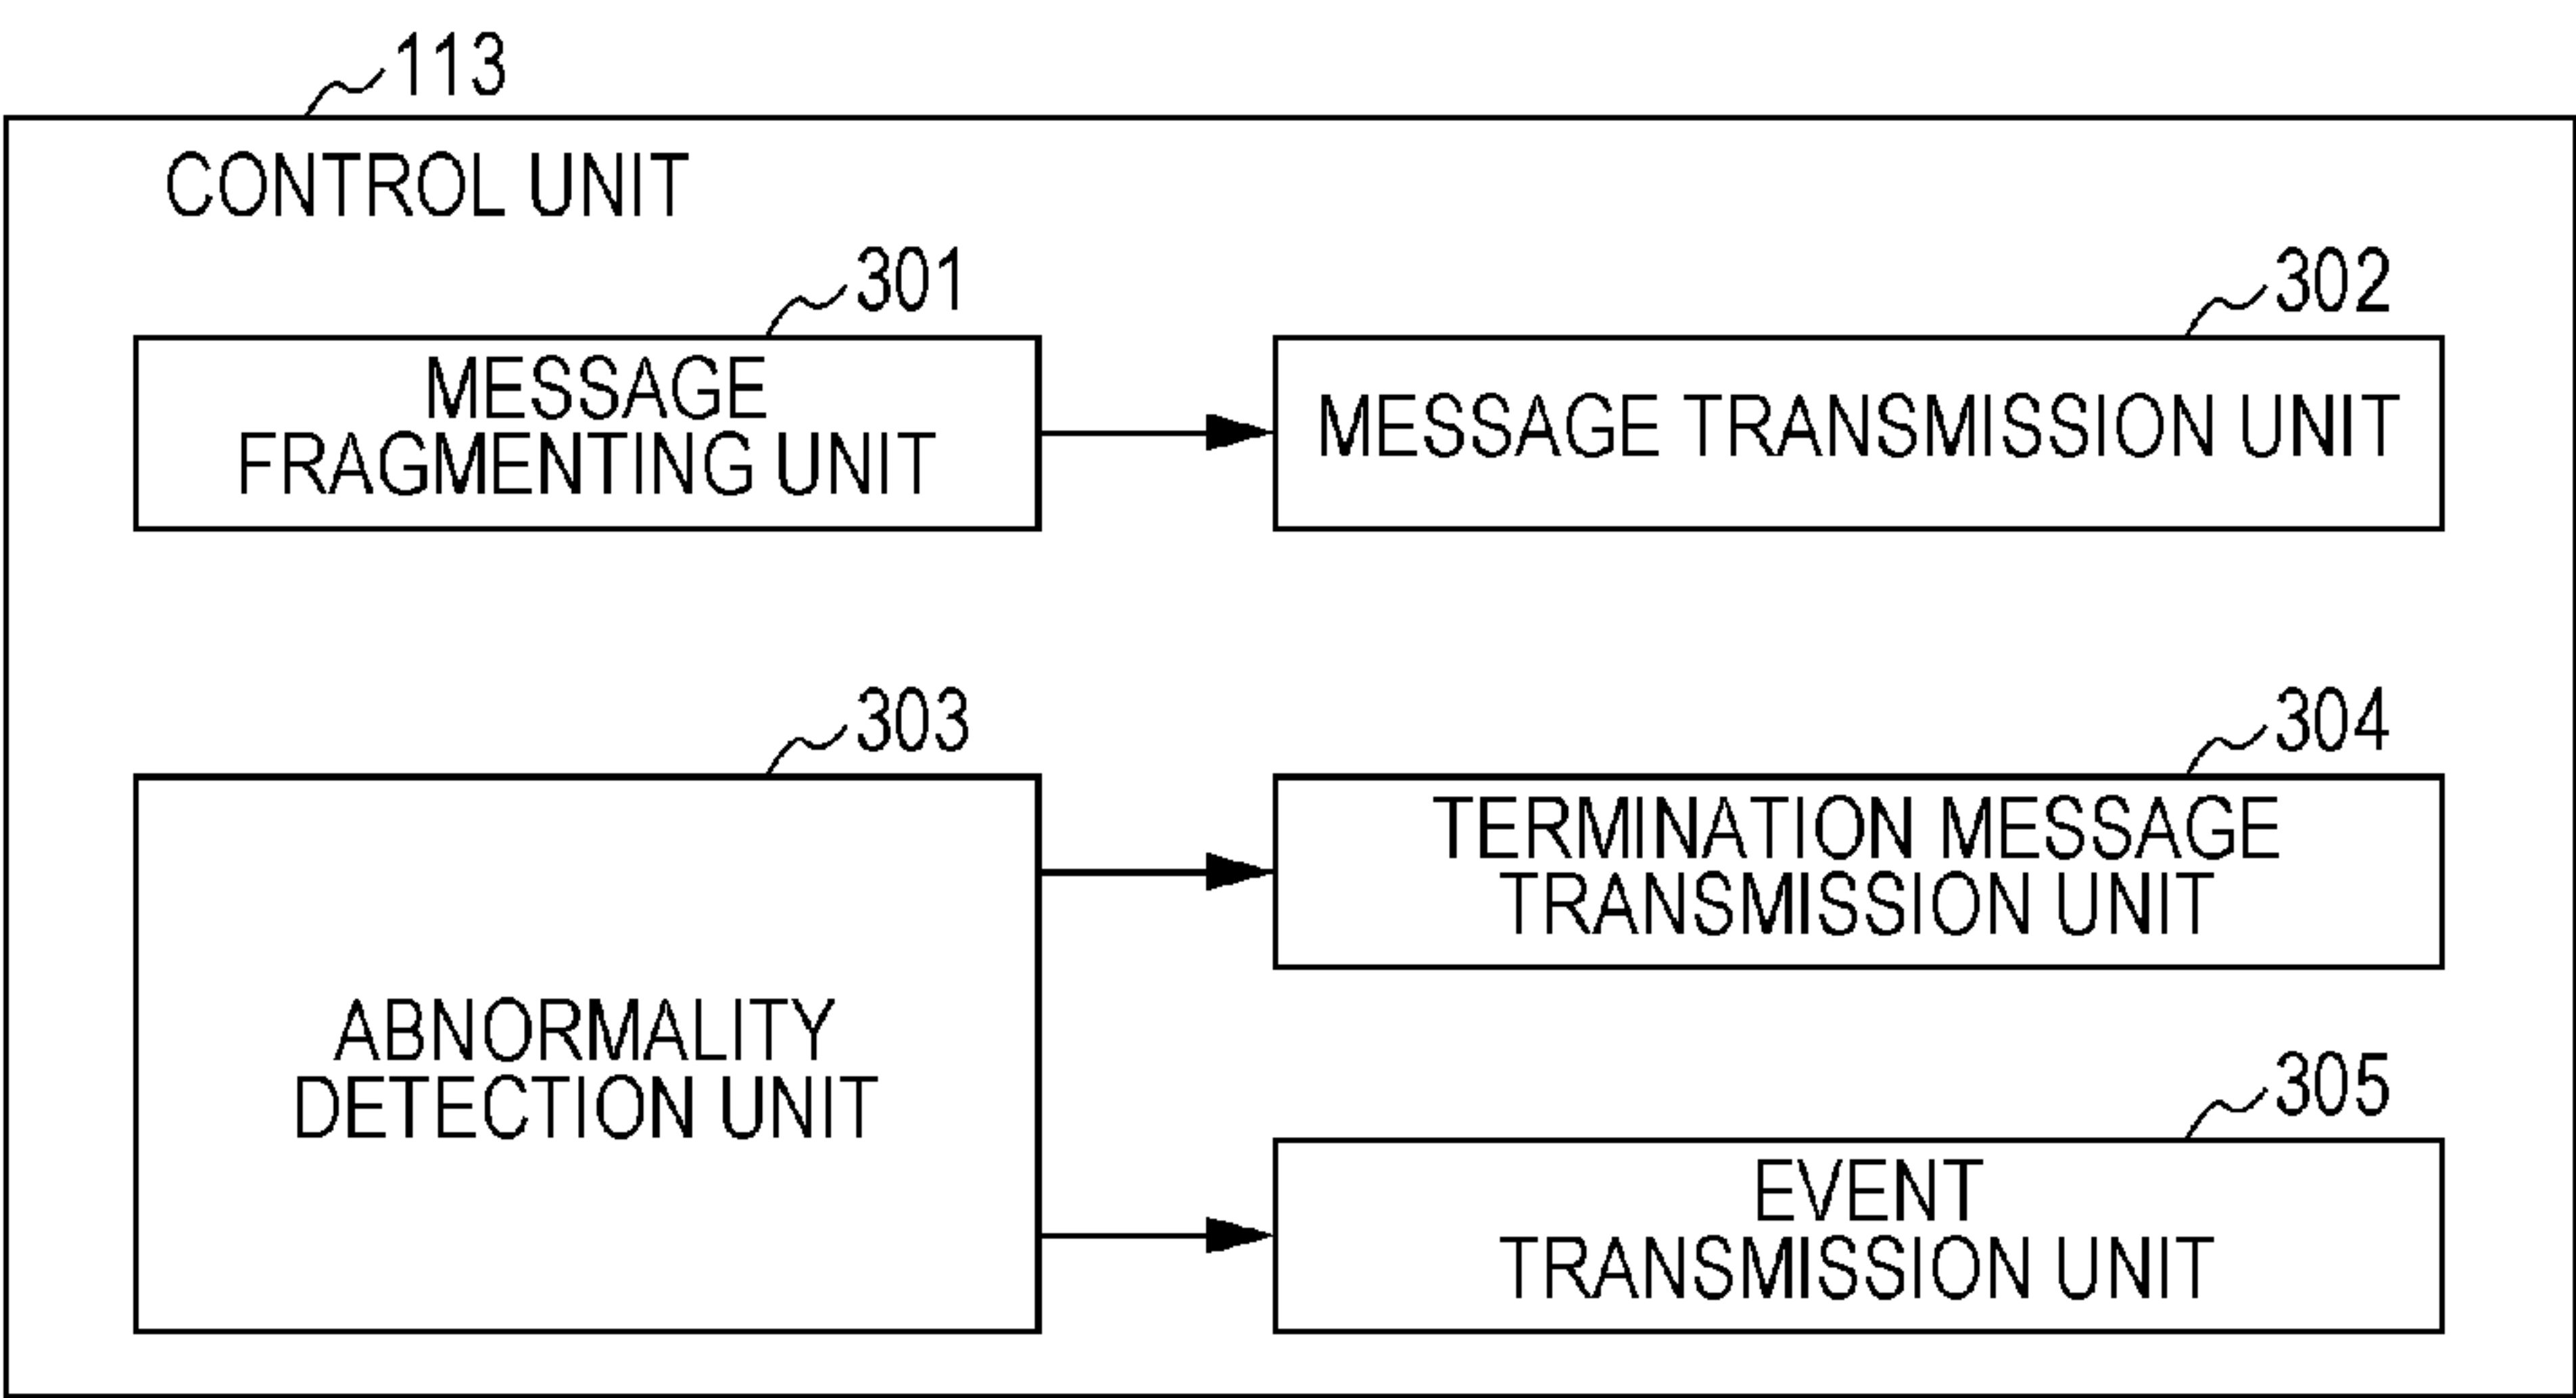 113
CONTROL UNIT
301
302
MESSAGE
FRAGMENTING UNIT
MESSAGE TRANSMISSION UNIT
303
304
ABNORMALITY
DETECTION UNIT
TERMINATION MESSAGE
TRANSMISSION UNIT
305
EVENT
TRANSMISSION UNIT